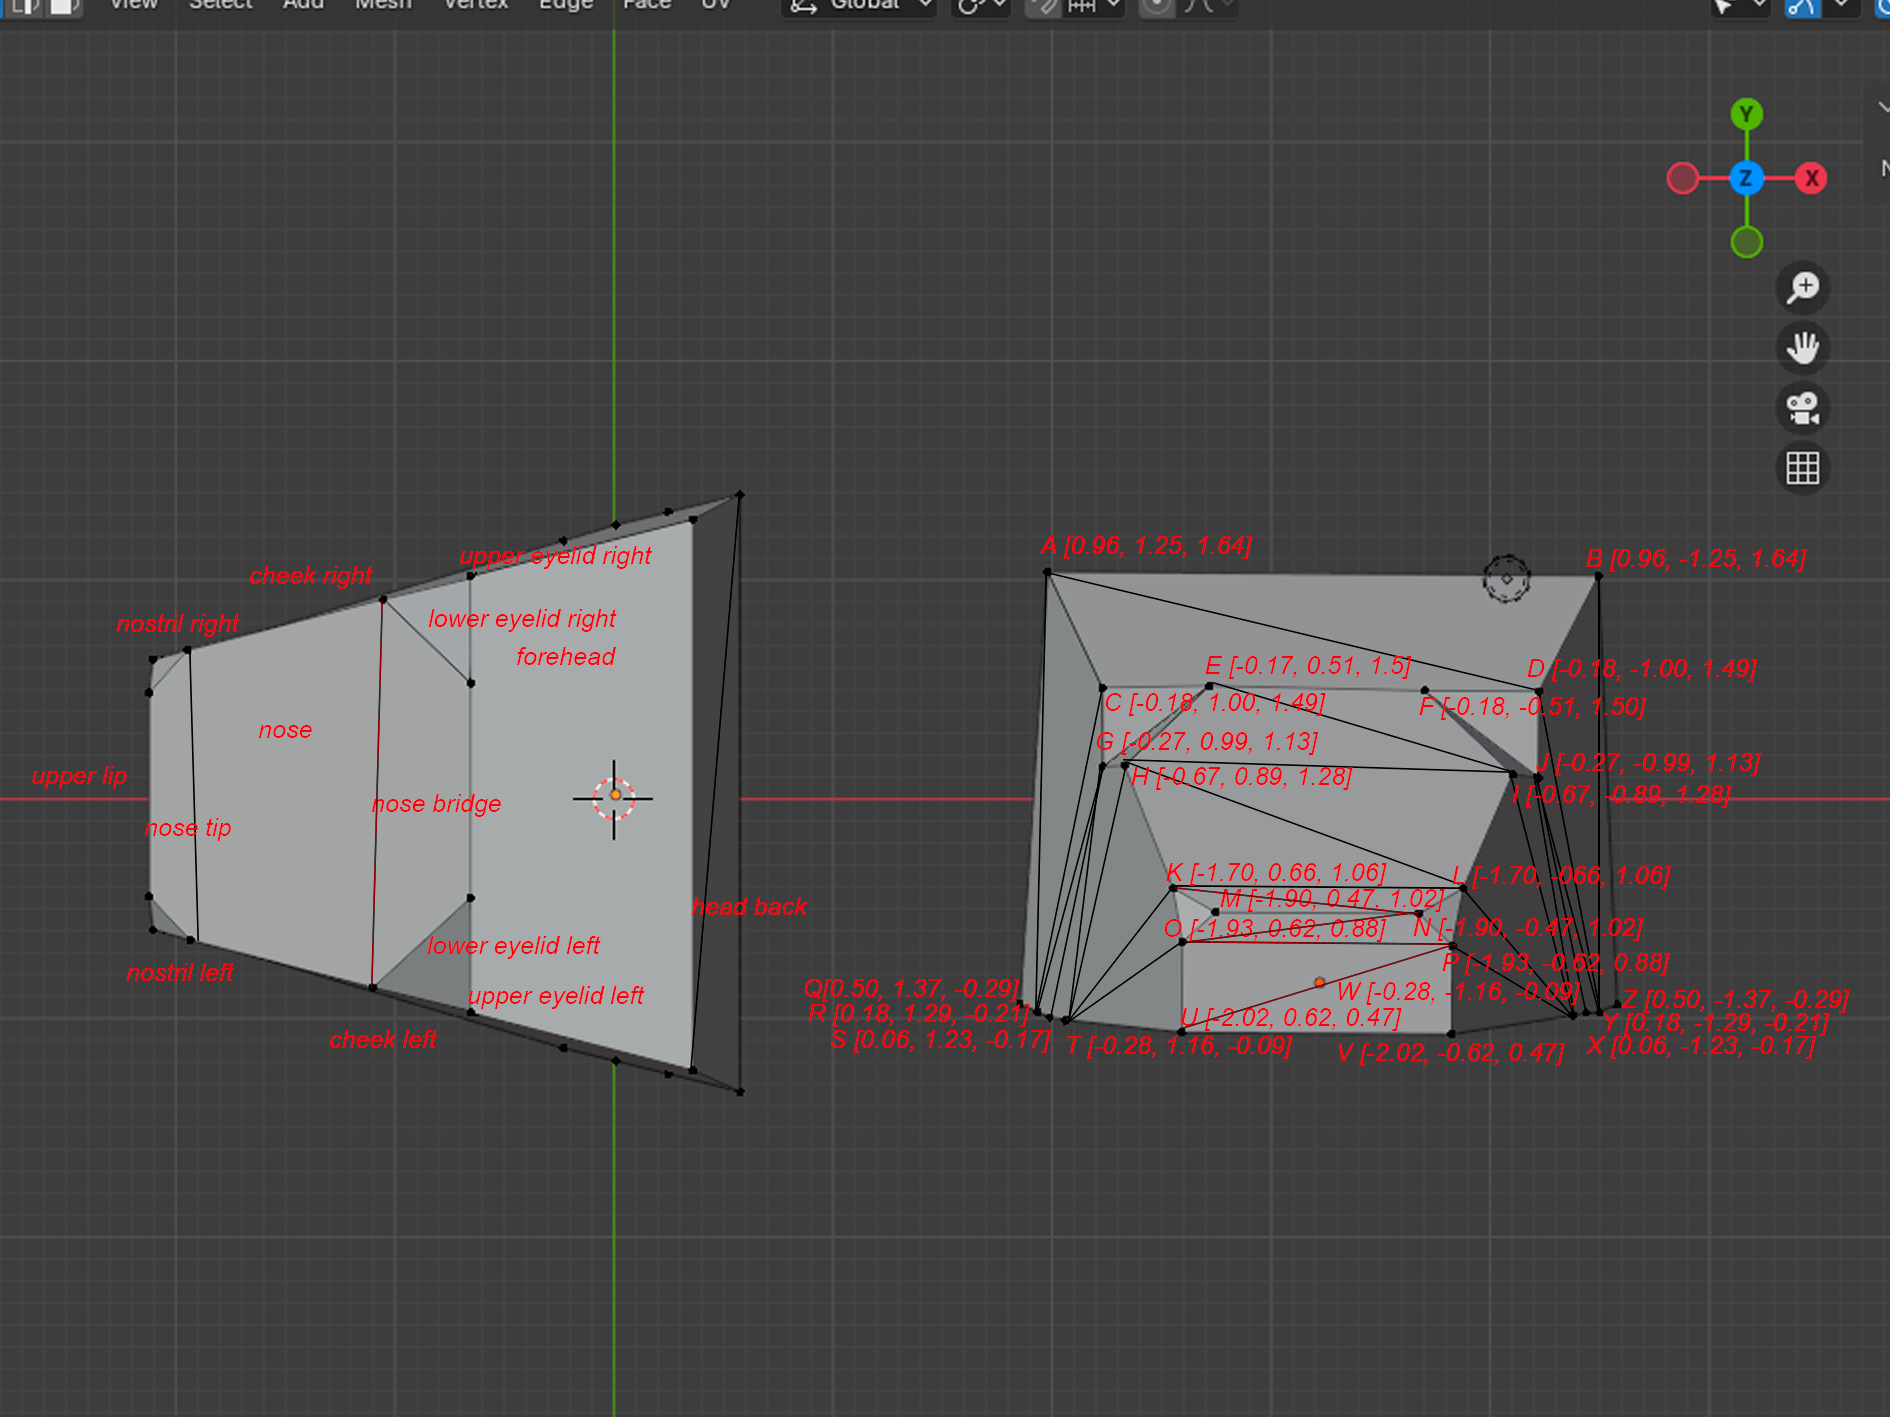 View Select Add Mesh Vertex Edge Face UV Global
Y
Z X
N
upper eyelid right
cheek right
nostril right
lower eyelid right
forehead
nose
upper lip
nose bridge
nose tip
head back
lower eyelid left
nostril left
upper eyelid left
cheek left
A [0.96, 1.25, 1.64]
B [0.96, -1.25, 1.64]
E [-0.17, 0.51, 1.5]
D [-0.18, -1.00, 1.49]
C [-0.18, 1.00, 1.49]
F [-0.18, -0.51, 1.50]
G [-0.27, 0.99, 1.13]
J [-0.27, -0.99, 1.13]
H [-0.67, 0.89, 1.28]
I [-0.67, -0.89, 1.28]
K [-1.70, 0.66, 1.06]
L [-1.70, -066, 1.06]
M [-1.90, 0.47, 1.02]
O [-1.93, 0.62, 0.88]
N [-1.90, -0.47, 1.02]
P [-1.93, -0.62, 0.88]
Q[0.50, 1.37, -0.29]
W [-0.28, -1.16, -0.09]
Z [0.50, -1.37, -0.29]
R [0.18, 1.29, -0.21]
U [-2.02, 0.62, 0.47]
Y [0.18, -1.29, -0.21]
S [0.06, 1.23, -0.17]
T [-0.28, 1.16, -0.09]
V [-2.02, -0.62, 0.47]
X [0.06, -1.23, -0.17]